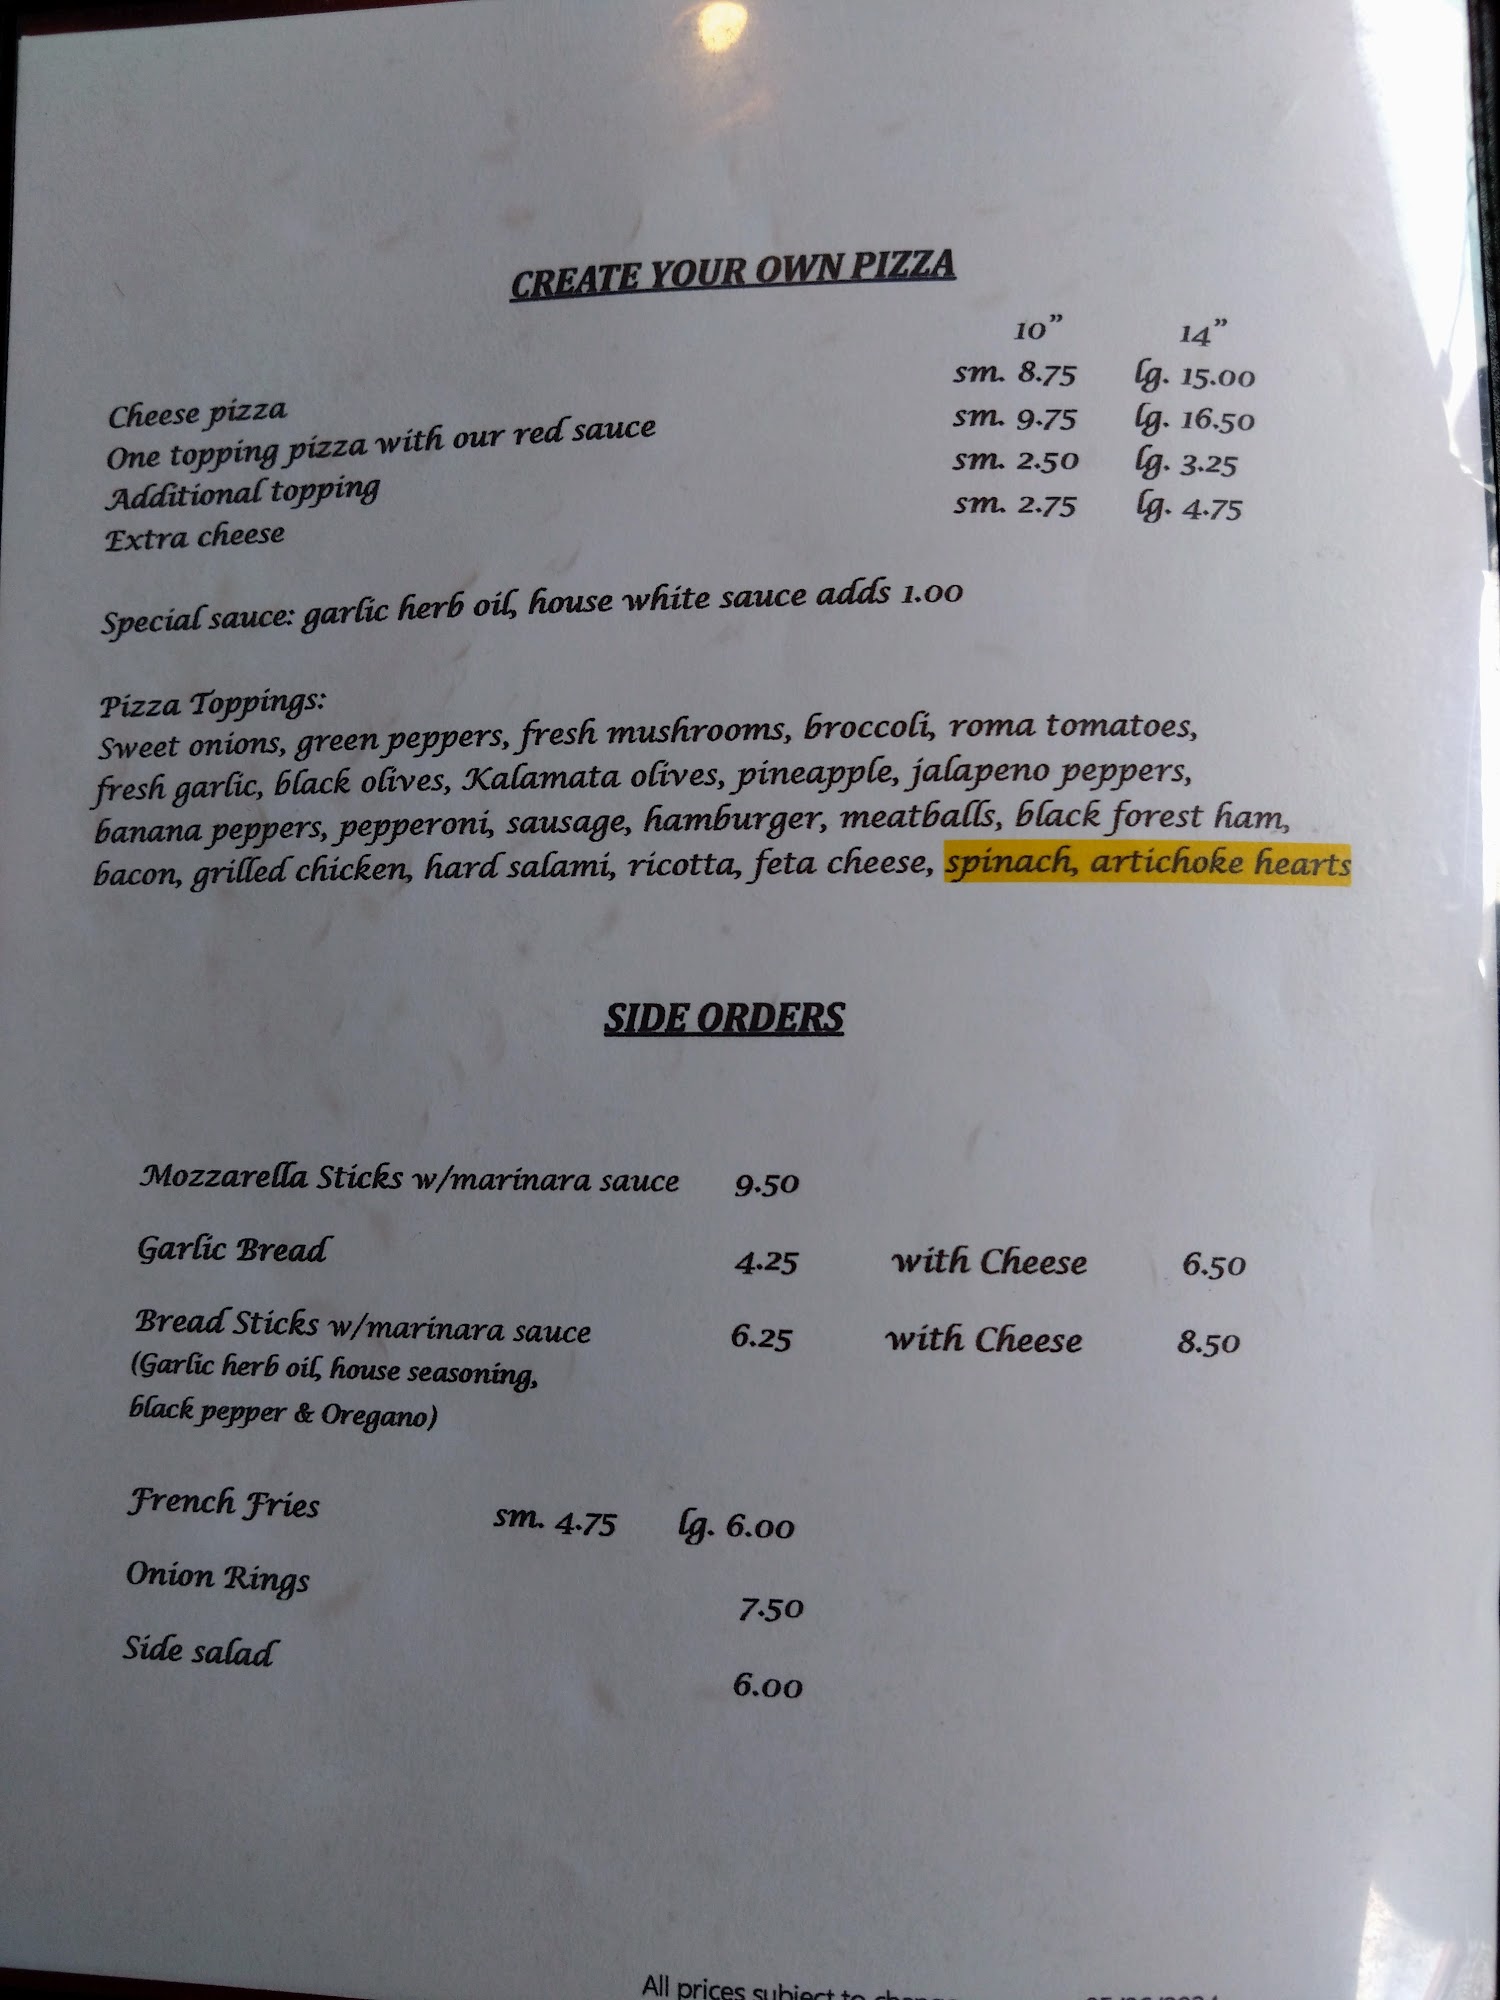 CREATE YOUR OWN PIZZA
10” 14”
Cheese pizza sm. 8.75 lg. 15.00
One topping pizza with our red sauce sm. 9.75 lg. 16.50
Additional topping sm. 2.50 lg. 3.25
Extra cheese sm. 2.75 lg. 4.75
Special sauce: garlic herb oil, house white sauce adds 1.00
Pizza Toppings:
Sweet onions, green peppers, fresh mushrooms, broccoli, roma tomatoes,
fresh garlic, black olives, Kalamata olives, pineapple, jalapeno peppers,
banana peppers, pepperoni, sausage, hamburger, meatballs, black forest ham,
bacon, grilled chicken, hard salami, ricotta, feta cheese, spinach, artichoke hearts
SIDE ORDERS
Mozzarella Sticks w/marinara sauce 9.50
Garlic Bread 4.25 with Cheese 6.50
Bread Sticks w/marinara sauce 6.25 with Cheese 8.50
(Garlic herb oil, house seasoning,
black pepper & Oregano)
French Fries sm. 4.75 lg. 6.00
Onion Rings 7.50
Side salad 6.00
All prices subject to change